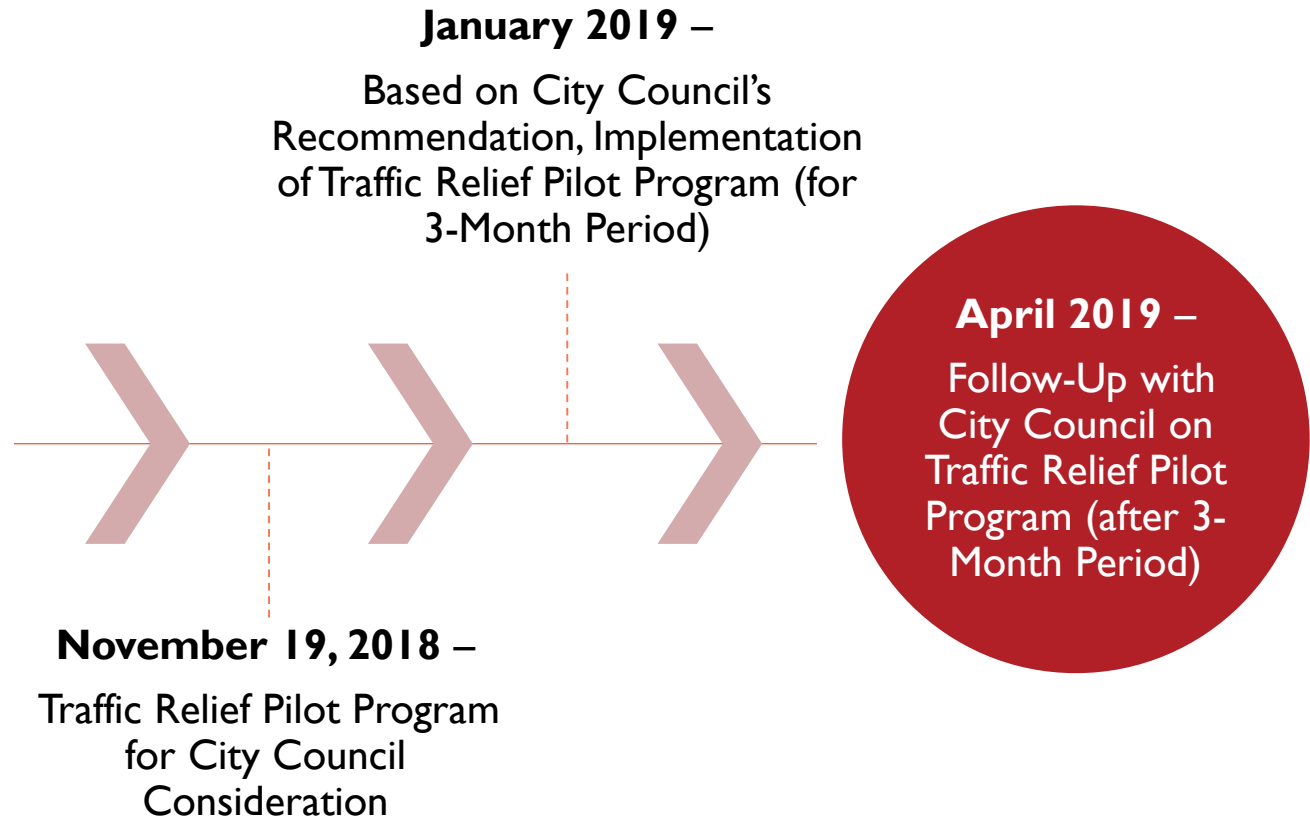 January 2019 –
Based on City Council’s
Recommendation, Implementation
of Traffic Relief Pilot Program (for
3-Month Period)
April 2019 –
Follow-Up with
City Council on
Traffic Relief Pilot
Program (after 3-
Month Period)
November 19, 2018 –
Traffic Relief Pilot Program
for City Council
Consideration